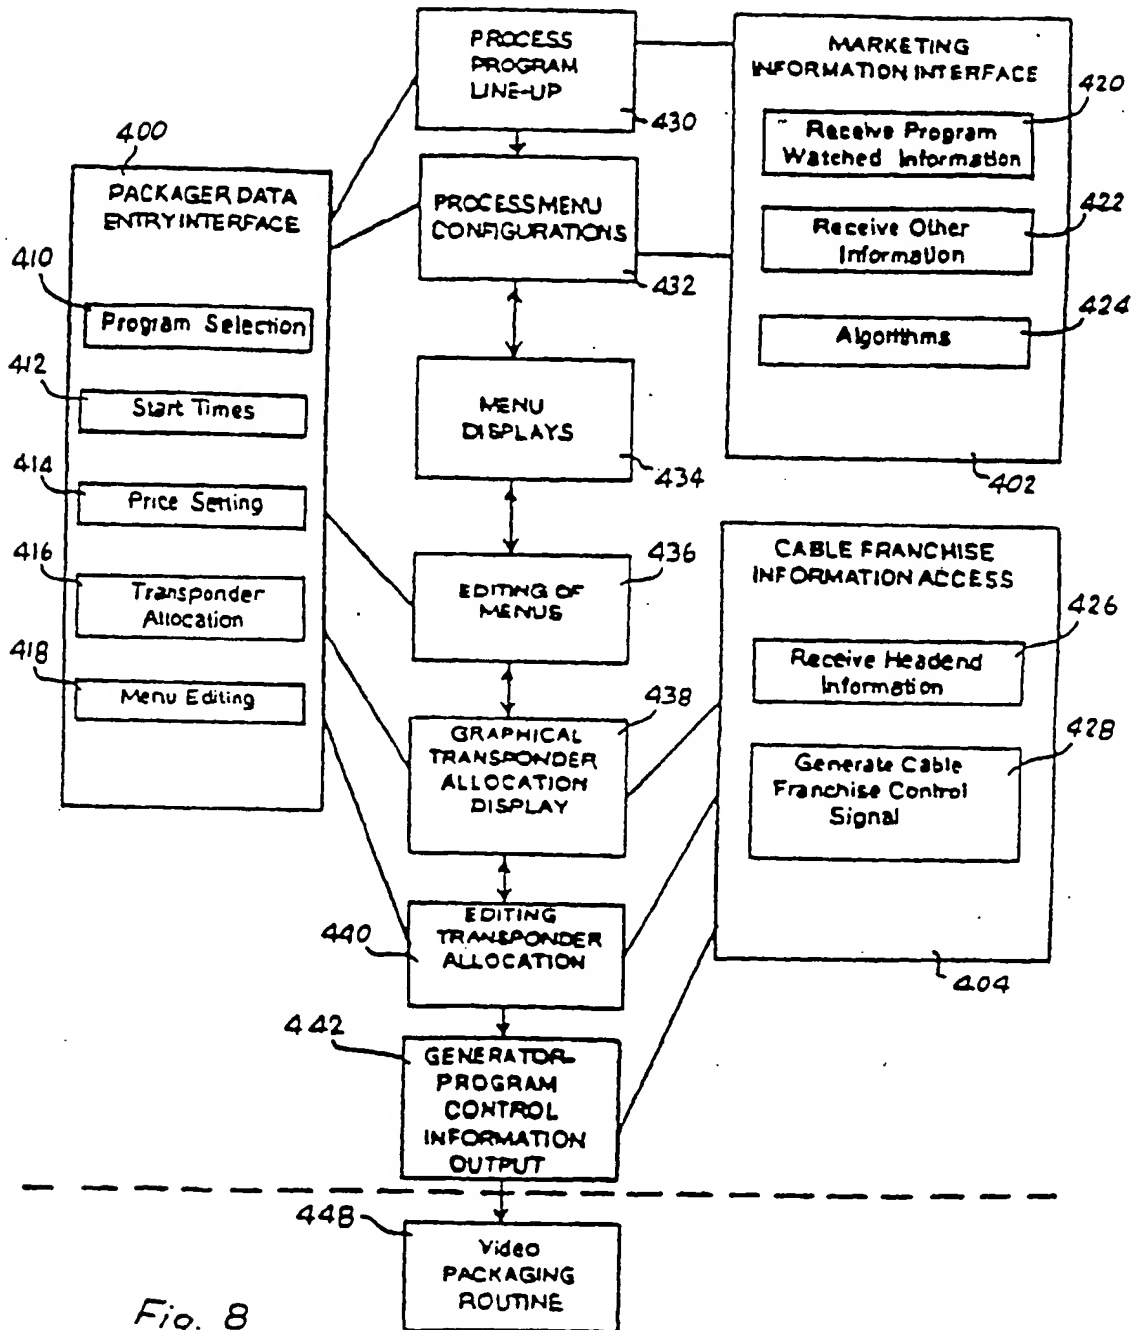 PROCESS
PROGRAM
LINE-UP
430
MARKETING
INFORMATION INTERFACE
420
Receive Program
Watched Information
422
Receive Other
Information
424
Algorithms
402
400
PACKAGER DATA
ENTRY INTERFACE
410
Program Selection
412
Start Times
414
Price Setting
416
Transponder
Allocation
418
Menu Editing
PROCESS MENU
CONFIGURATIONS
432
MENU
DISPLAYS
434
436
EDITING OF
MENUS
438
GRAPHICAL
TRANSPONDER
ALLOCATION
DISPLAY
440
EDITING
TRANSPONDER
ALLOCATION
442
GENERATOR-
PROGRAM
CONTROL
INFORMATION
OUTPUT
CABLE FRANCHISE
INFORMATION ACCESS
426
Receive Headend
Information
428
Generate Cable
Franchise Control
Signal
404
448
Video
PACKAGING
ROUTINE
Fig. 8